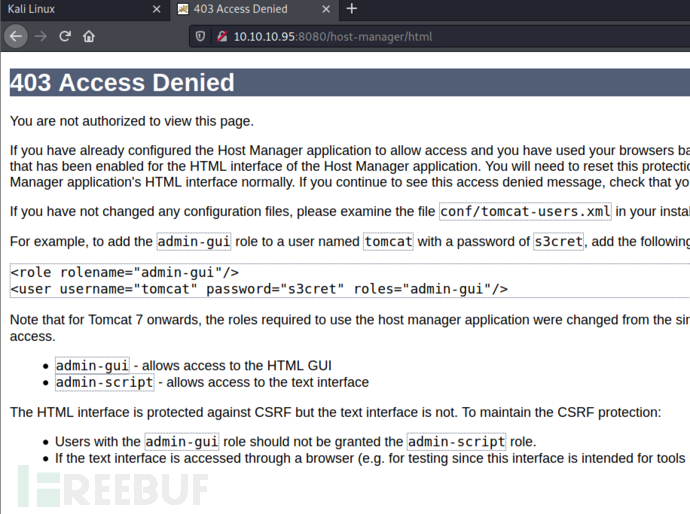 Kali Linux
403 Access Denied
10.10.10.95:8080/host-manager/html
403 Access Denied
You are not authorized to view this page.
If you have already configured the Host Manager application to allow access and you have used your browsers ba
that has been enabled for the HTML interface of the Host Manager application. You will need to reset this protectio
Manager application's HTML interface normally. If you continue to see this access denied message, check that you
If you have not changed any configuration files, please examine the file conf/tomcat-users.xml in your instal
For example, to add the admin-gui role to a user named tomcat with a password of s3cret, add the following
<role rolename="admin-gui"/>
<user username="tomcat" password="s3cret" roles="admin-gui"/>
Note that for Tomcat 7 onwards, the roles required to use the host manager application were changed from the sin
access.
admin-gui - allows access to the HTML GUI
admin-script - allows access to the text interface
The HTML interface is protected against CSRF but the text interface is not. To maintain the CSRF protection:
Users with the admin-gui role should not be granted the admin-script role.
If the text interface is accessed through a browser (e.g. for testing since this interface is intended for tools
FREEBUF